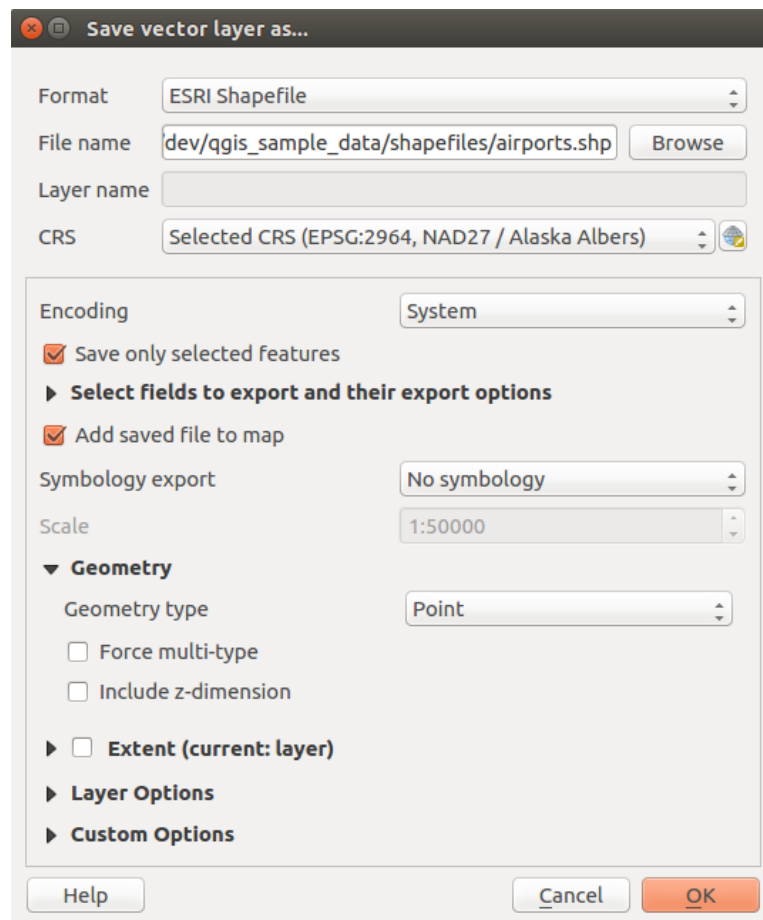 Save vector layer as...
Format ESRI Shapefile
File name dev/qgis_sample_data/shapefiles/airports.shp Browse
Layer name
CRS Selected CRS (EPSG:2964, NAD27 / Alaska Albers)
Encoding System
Save only selected features
Select fields to export and their export options
Add saved file to map
Symbology export No symbology
Scale 1:50000
Geometry
Geometry type Point
Force multi-type
Include z-dimension
Extent (current: layer)
Layer Options
Custom Options
Help Cancel OK